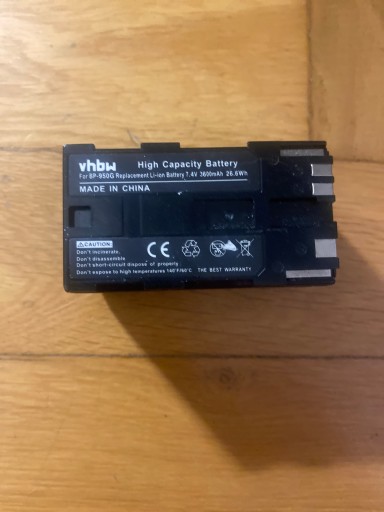 vhbw High Capacity Battery
For BP-950G Replacement Li-ion Battery 7.4V 3600mAh 26.6Wh
MADE IN CHINA
CAUTION:
Don't incinerate.
Don't disassemble
Don't short-circuit dispose of property
Don't expose to high temperatures 140°F/60°C THE BEST WARRANTY
CE